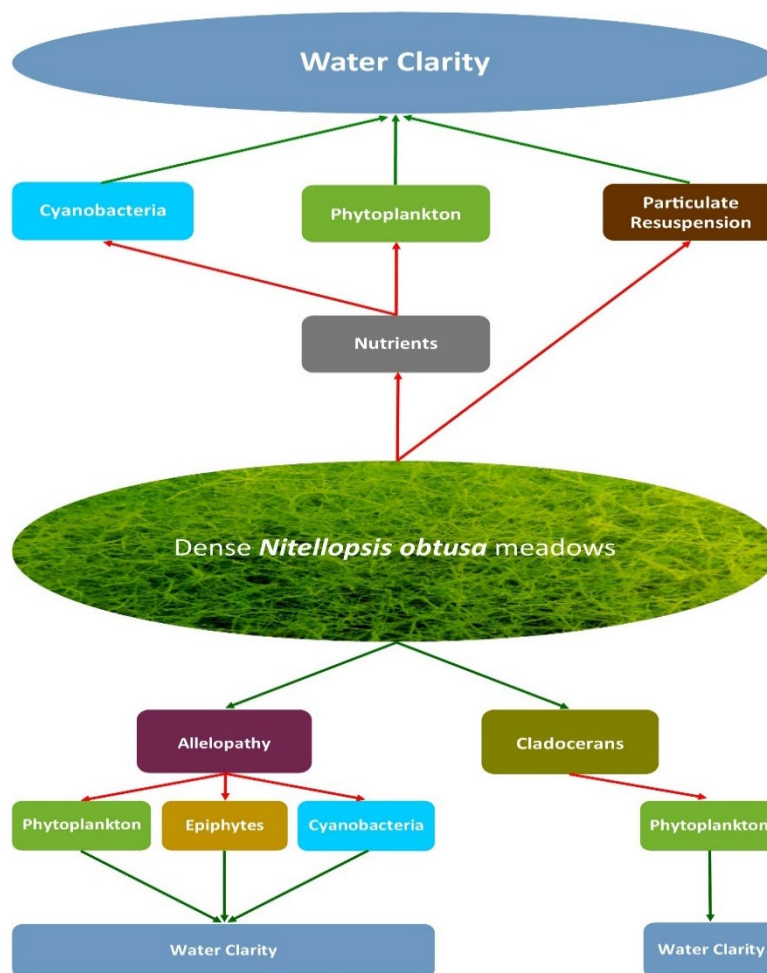 Water Clarity
Cyanobacteria
Phytoplankton
Particulate
Resuspension
Nutrients
Dense Nitellopsis obtusa meadows
Allelopathy
Cladocerans
Phytoplankton
Epiphytes
Cyanobacteria
Phytoplankton
Water Clarity
Water Clarity